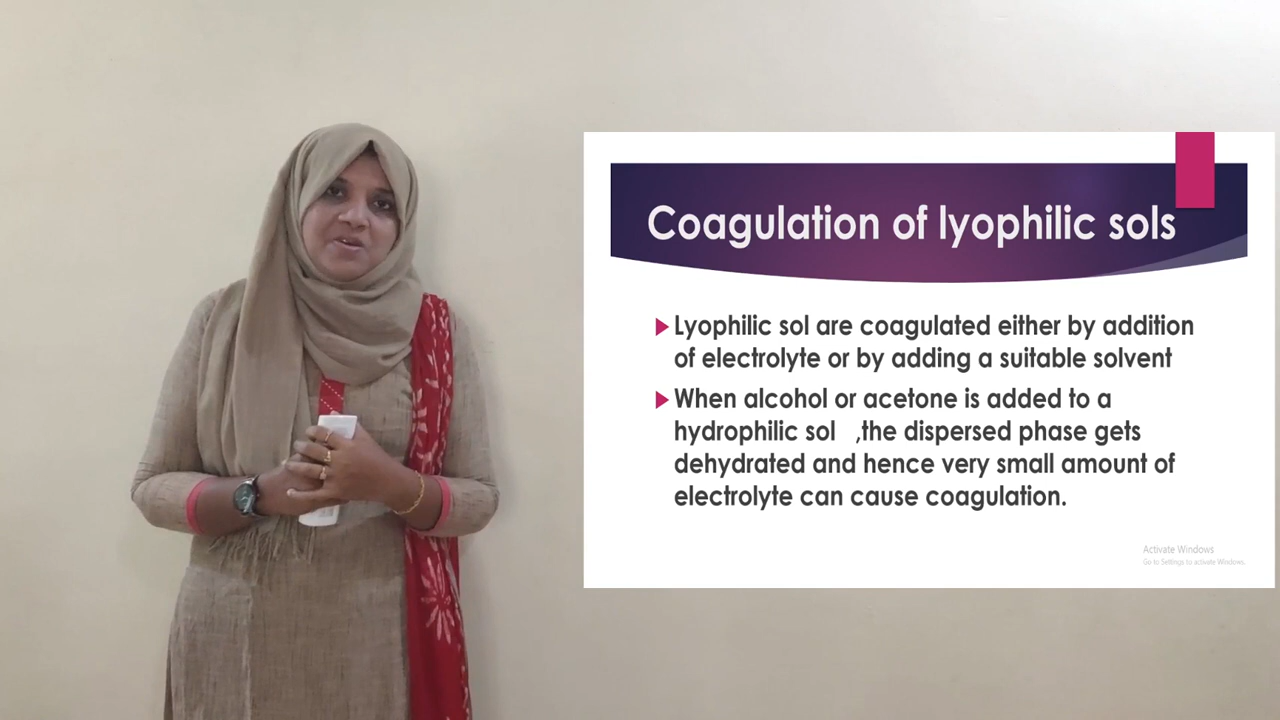 Coagulation of lyophilic sols
Lyophilic sol are coagulated either by addition
of electrolyte or by adding a suitable solvent
When alcohol or acetone is added to a
hydrophilic sol ,the dispersed phase gets
dehydrated and hence very small amount of
electrolyte can cause coagulation.
Activate Windows
Go to Settings to activate Windows.